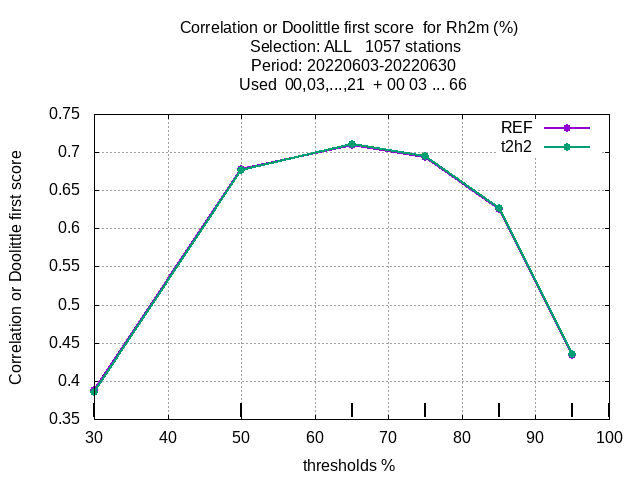 Correlation or Doolittle first score  for Rh2m (%)
Selection: ALL   1057 stations
Period: 20220603-20220630
Used  00,03,...,21  + 00 03 ... 66
REF
t2h2
Correlation or Doolittle first score
0.75
0.7
0.65
0.6
0.55
0.5
0.45
0.4
0.35
30 40 50 60 70 80 90 100
thresholds %